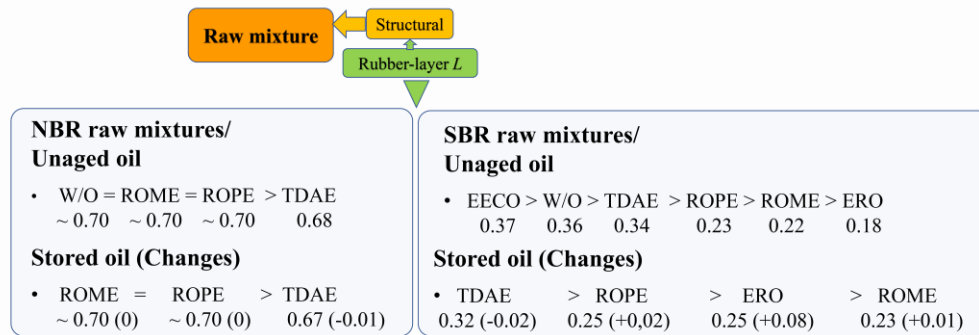 Structural
Raw mixture
Rubber-layer L
NBR raw mixtures/
Unaged oil
• W/O = ROME = ROPE > TDAE
~ 0.70 ~ 0.70 ~ 0.70 0.68
Stored oil (Changes)
• ROME = ROPE > TDAE
~ 0.70 (0) ~ 0.70 (0) 0.67 (-0.01)
SBR raw mixtures/
Unaged oil
• EECO > W/O > TDAE > ROPE > ROME > ERO
0.37 0.36 0.34 0.23 0.22 0.18
Stored oil (Changes)
• TDAE > ROPE > ERO > ROME
0.32 (-0.02) 0.25 (+0,02) 0.25 (+0.08) 0.23 (+0.01)